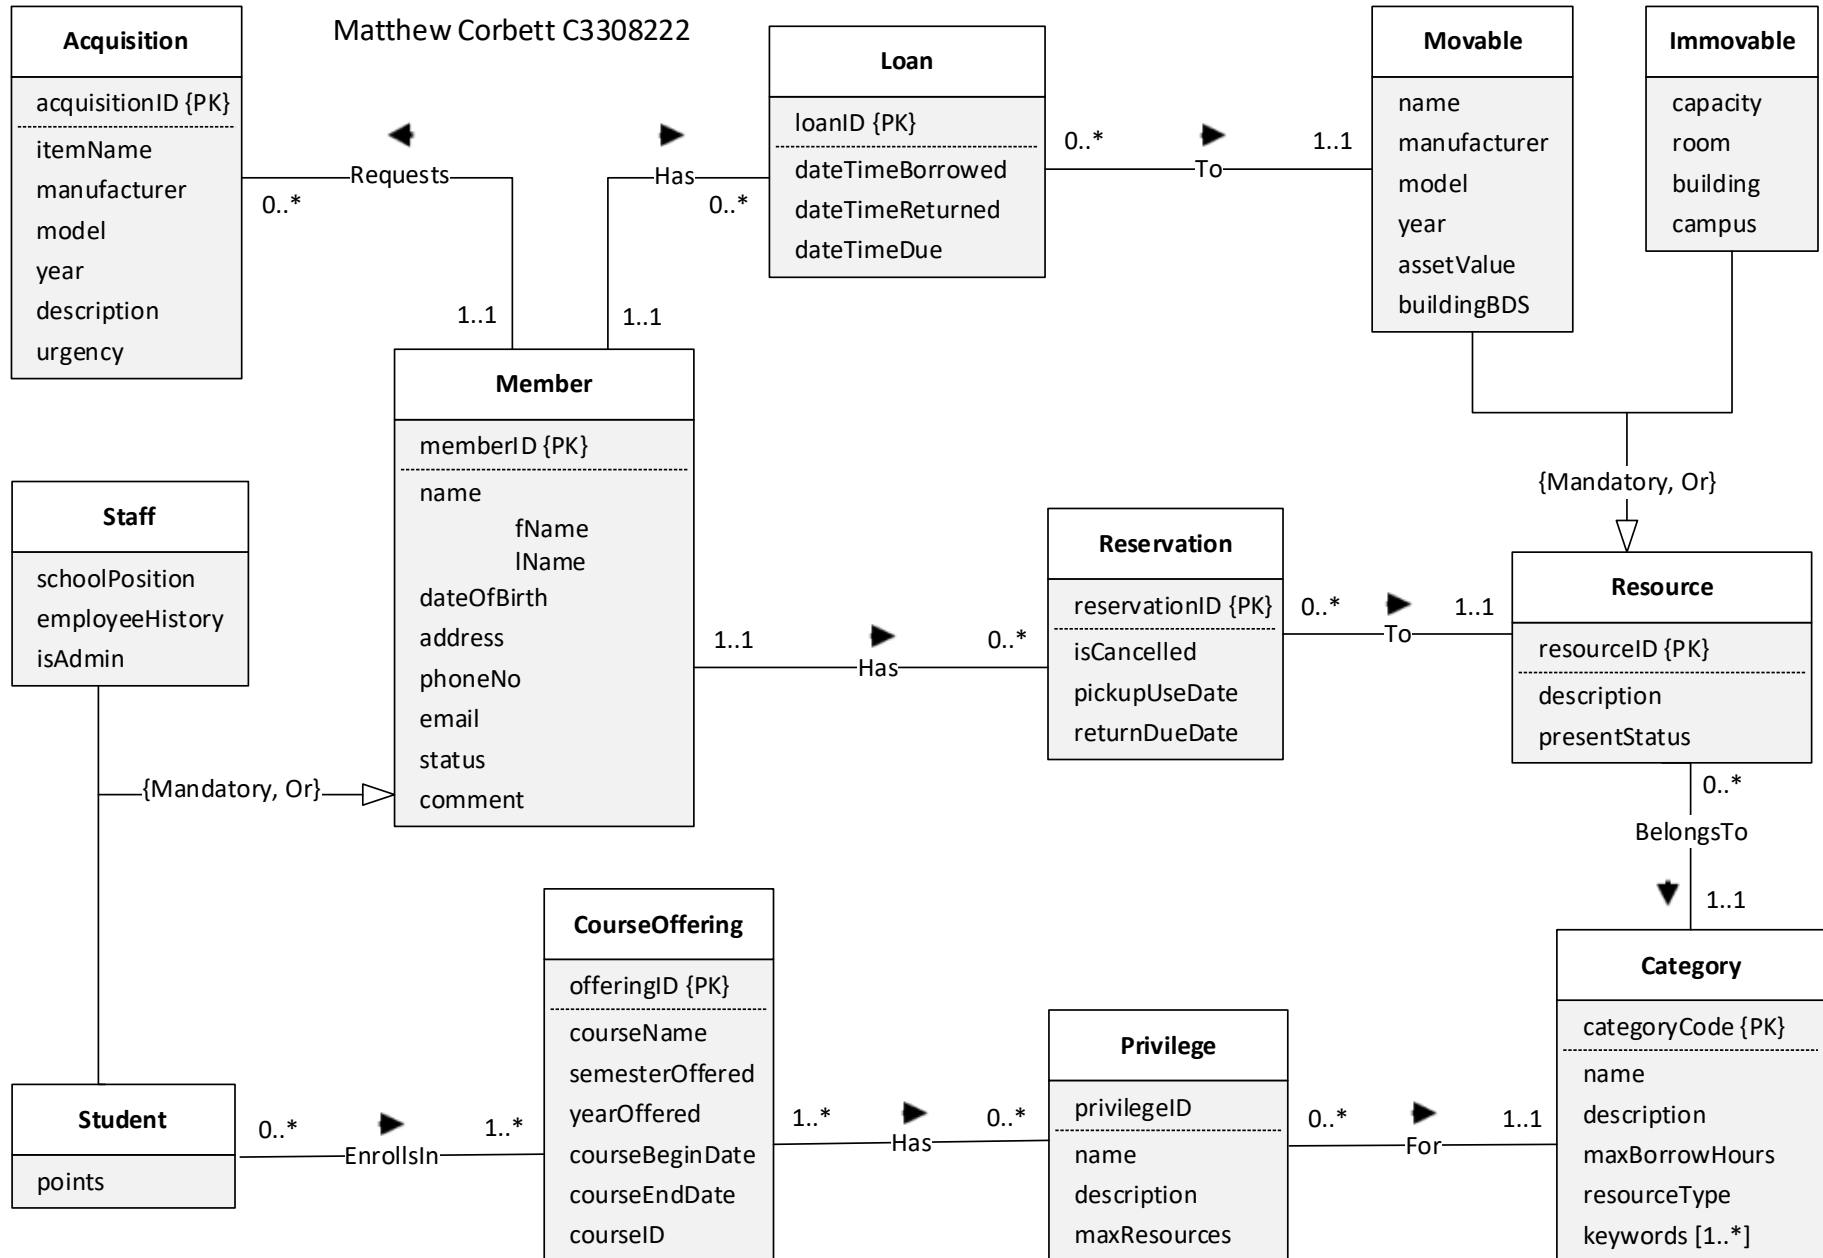 Matthew Corbett C3308222
Acquisition
acquisitionID {PK}
itemName
manufacturer
model
year
description
urgency
Requests
0..*
1..1
Has
0..*
1..1
Loan
loanID {PK}
dateTimeBorrowed
dateTimeReturned
dateTimeDue
0..*
To
1..1
Movable
name
manufacturer
model
year
assetValue
buildingBDS
Immovable
capacity
room
building
campus
{Mandatory, Or}
Member
memberID {PK}
name
fName
lName
dateOfBirth
address
phoneNo
email
status
comment
Staff
schoolPosition
employeeHistory
isAdmin
{Mandatory, Or}
1..1
Has
0..*
Reservation
reservationID {PK}
isCancelled
pickupUseDate
returnDueDate
0..*
To
1..1
Resource
resourceID {PK}
description
presentStatus
0..*
BelongsTo
1..1
Student
points
0..*
EnrollsIn
1..*
CourseOffering
offeringID {PK}
courseName
semesterOffered
yearOffered
courseBeginDate
courseEndDate
courseID
1..*
Has
0..*
Privilege
privilegeID
name
description
maxResources
0..*
For
1..1
Category
categoryCode {PK}
name
description
maxBorrowHours
resourceType
keywords [1..*]